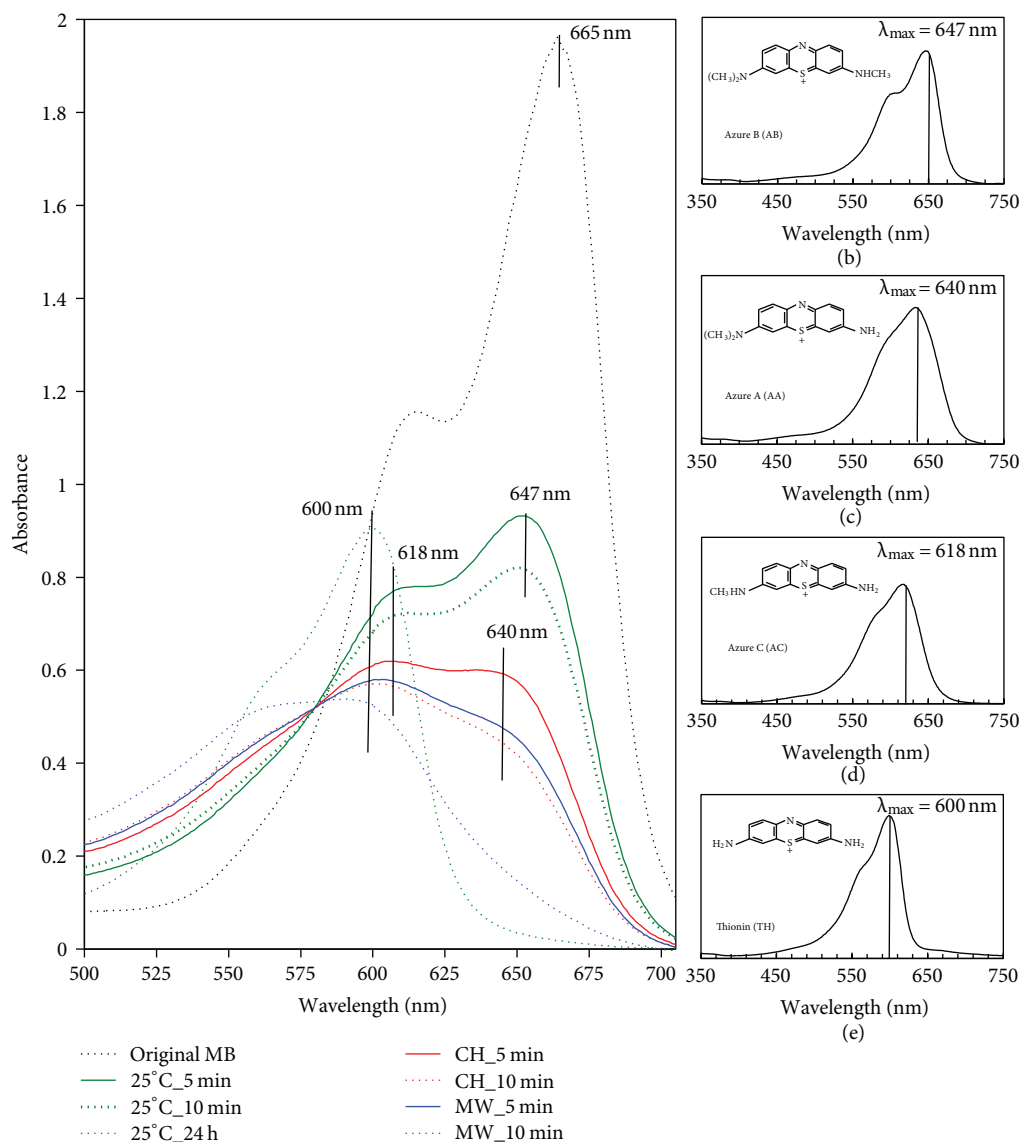 2
1.8
1.6
1.4
1.2
1
0.8
0.6
0.4
0.2
0
Absorbance
665 nm
600 nm
618 nm
647 nm
640 nm
500
525
550
575
600
625
650
675
700
Wavelength (nm)
Original MB
25°C_5 min
25°C_10 min
25°C_24 h
CH_5 min
CH_10 min
MW_5 min
MW_10 min
λmax = 647 nm
N
(CH3)2N
S
+
NHCH3
Azure B (AB)
350
450
550
650
750
Wavelength (nm)
(b)
λmax = 640 nm
N
(CH3)2N
S
+
NH2
Azure A (AA)
350
450
550
650
750
Wavelength (nm)
(c)
λmax = 618 nm
N
CH3HN
S
+
NH2
Azure C (AC)
350
450
550
650
750
Wavelength (nm)
(d)
λmax = 600 nm
N
H2N
S
+
NH2
Thionin (TH)
350
450
550
650
750
Wavelength (nm)
(e)